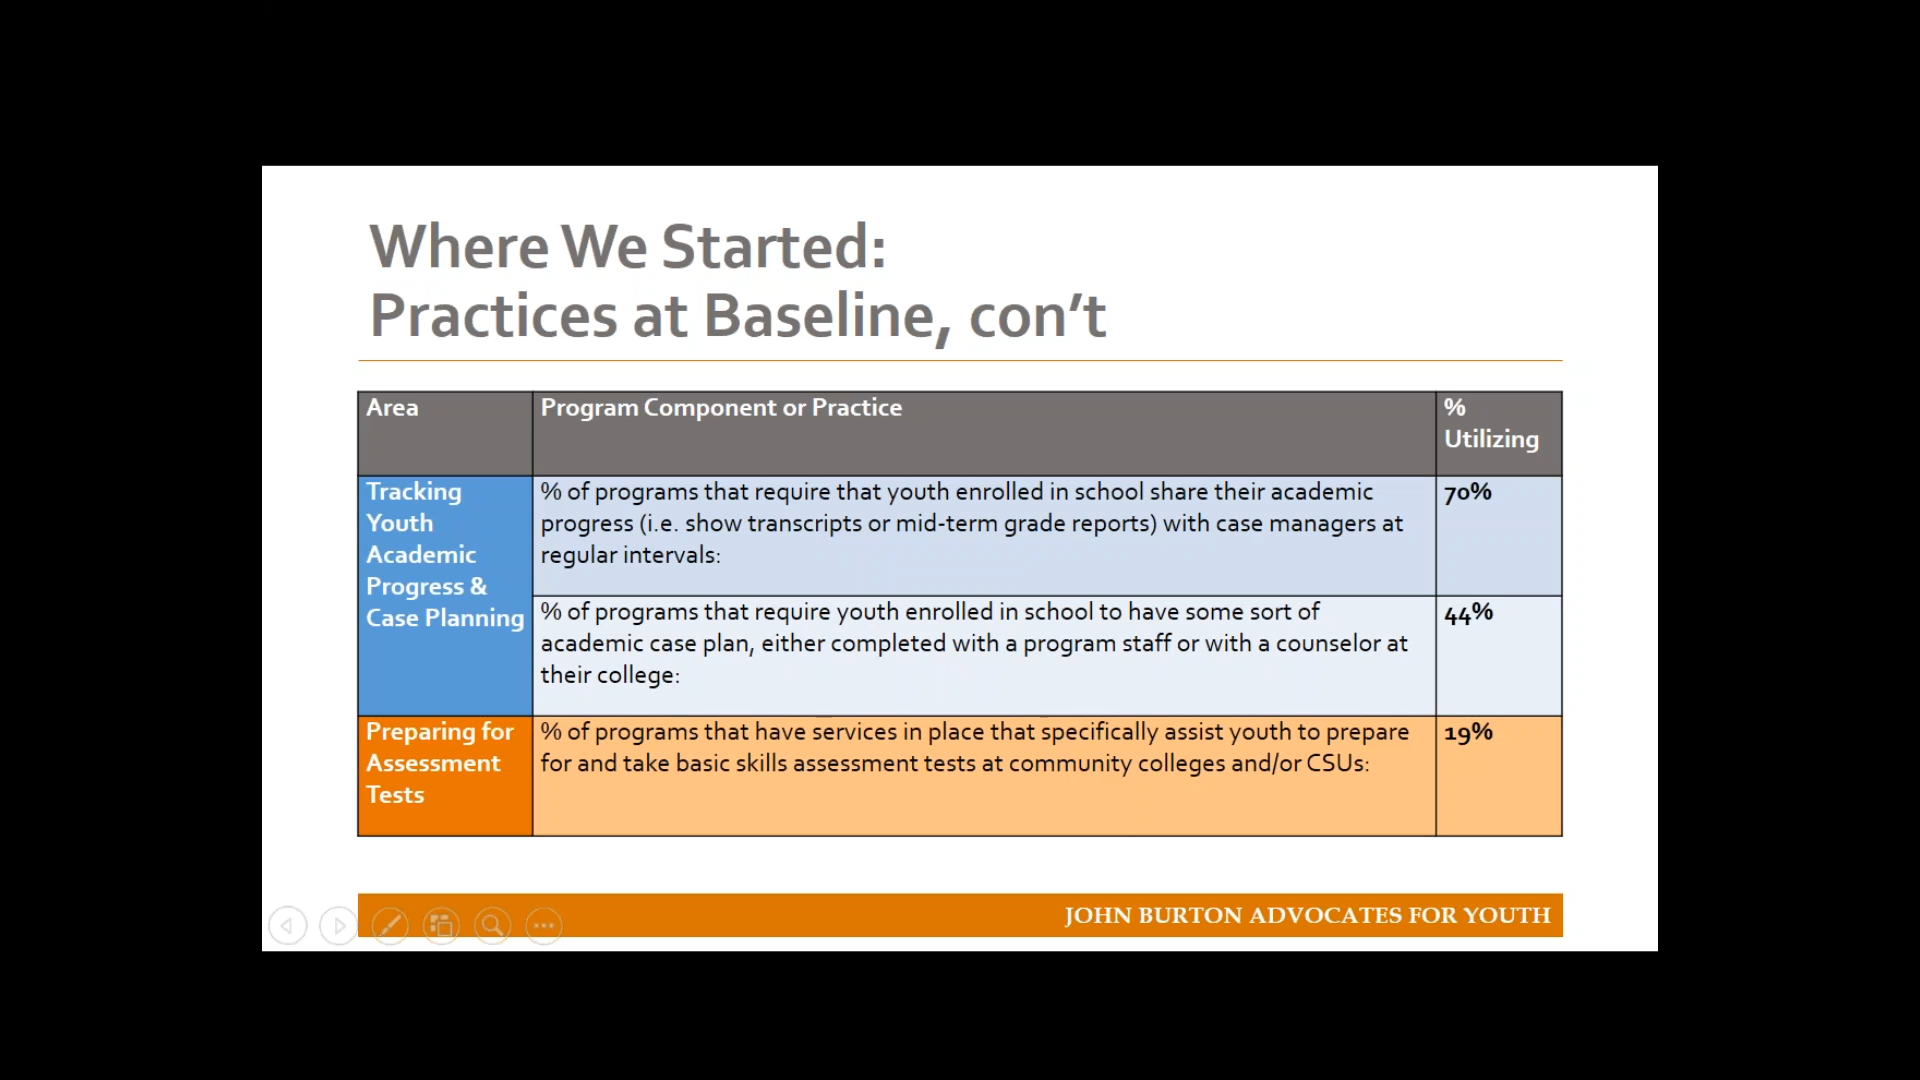 Where We Started:
Practices at Baseline, con’t
Area
Program Component or Practice
%
Utilizing
Tracking
Youth
Academic
Progress &
Case Planning
% of programs that require that youth enrolled in school share their academic
progress (i.e. show transcripts or mid-term grade reports) with case managers at
regular intervals:
70%
% of programs that require youth enrolled in school to have some sort of
academic case plan, either completed with a program staff or with a counselor at
their college:
44%
Preparing for
Assessment
Tests
% of programs that have services in place that specifically assist youth to prepare
for and take basic skills assessment tests at community colleges and/or CSUs:
19%
JOHN BURTON ADVOCATES FOR YOUTH